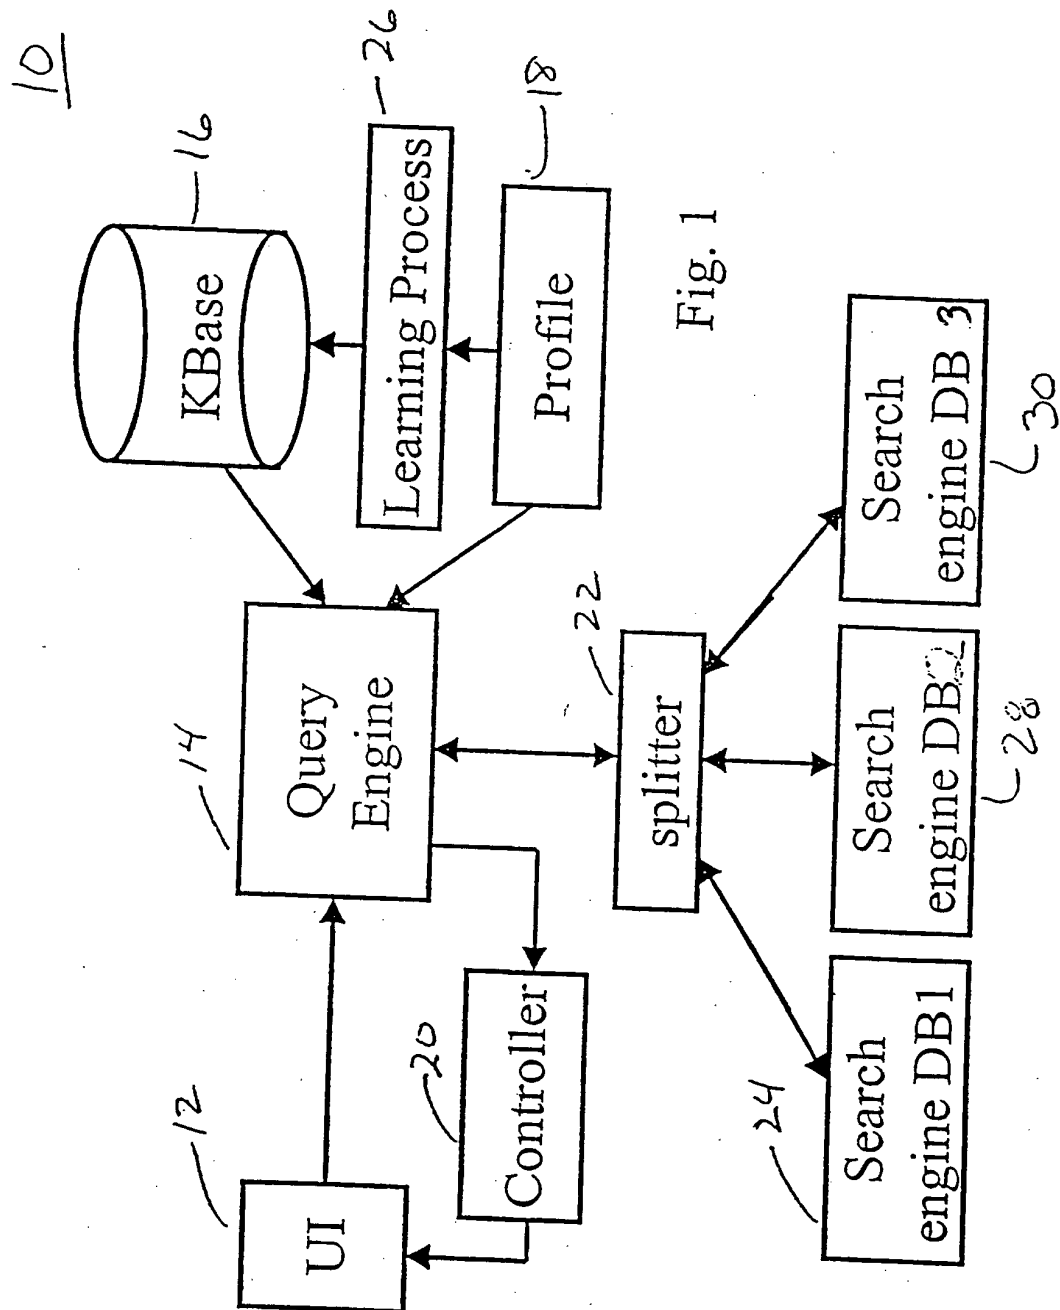 10
12
UI
14
Query
Engine
16
KBase
26
Learning Process
18
Profile
20
Controller
22
splitter
24
Search
engine DB1
Search
engine DB2
28
Search
engine DB 3
30
Fig. 1